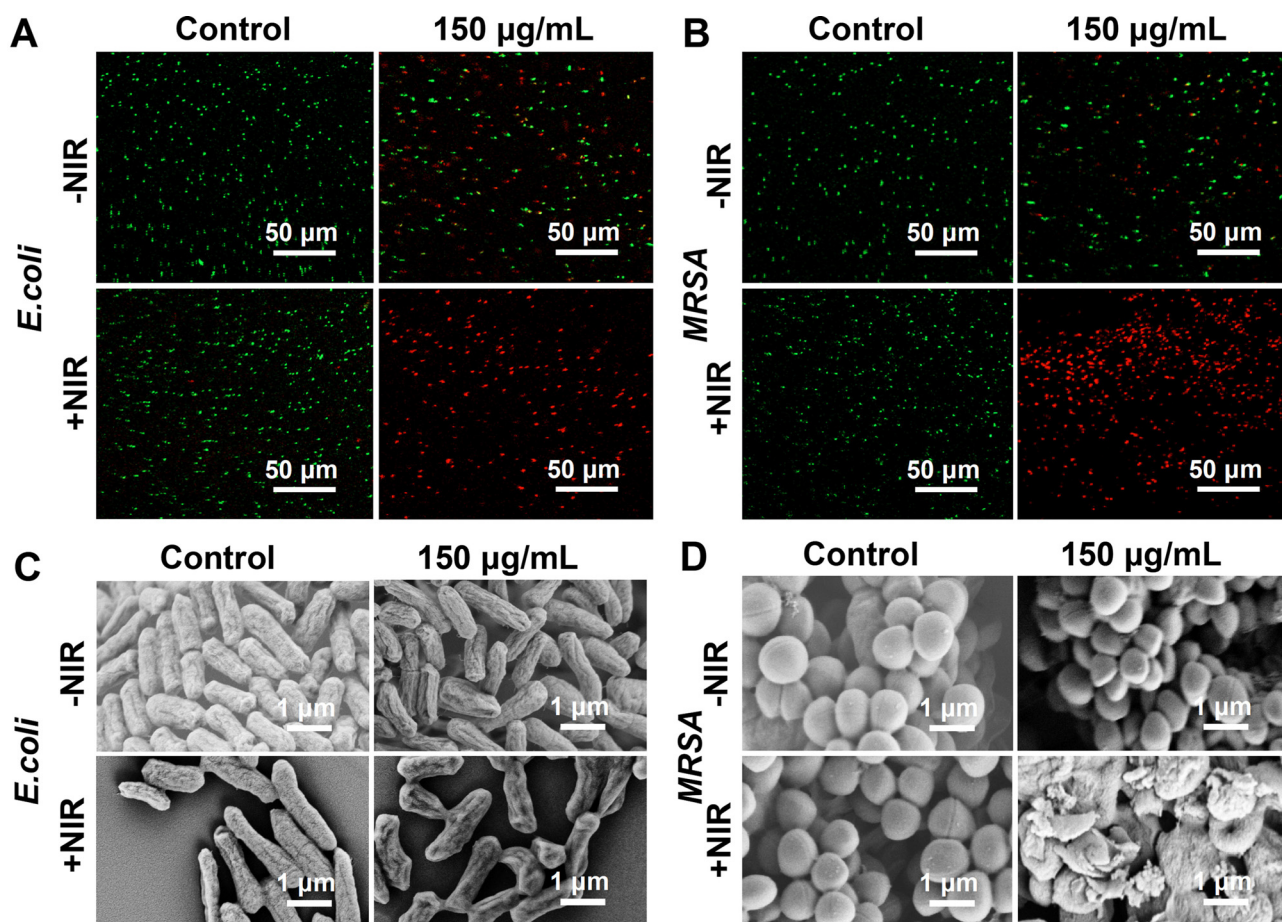 A
Control
150 µg/mL
B
Control
150 µg/mL
-NIR
50 µm
50 µm
-NIR
50 µm
50 µm
E.coli
MRSA
+NIR
50 µm
50 µm
+NIR
50 µm
50 µm
C
Control
150 µg/mL
D
Control
150 µg/mL
-NIR
1 µm
1 µm
-NIR
1 µm
1 µm
E.coli
MRSA
+NIR
1 µm
1 µm
+NIR
1 µm
1 µm